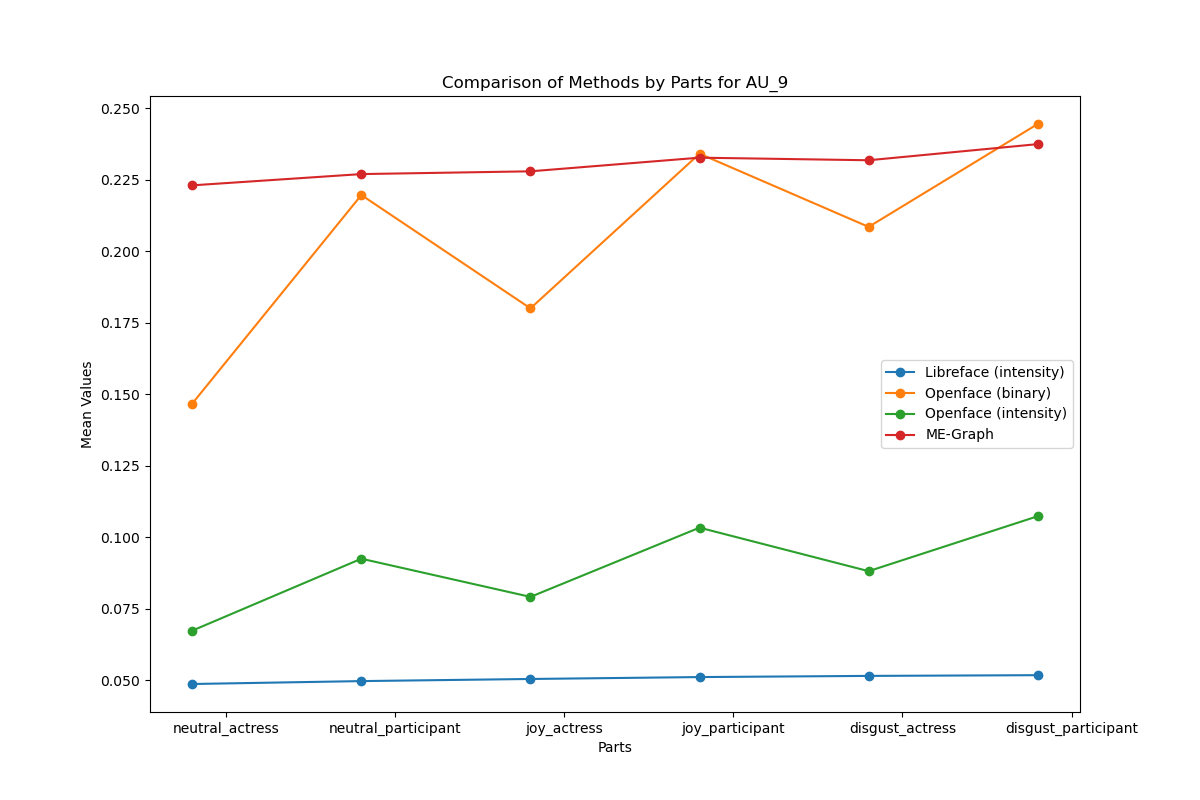 Comparison of Methods by Parts for AU_9
Mean Values
0.250
0.225
0.200
0.175
0.150
0.125
0.100
0.075
0.050
Libreface (intensity)
Openface (binary)
Openface (intensity)
ME-Graph
neutral_actress neutral_participant joy_actress joy_participant disgust_actress disgust_participant
Parts